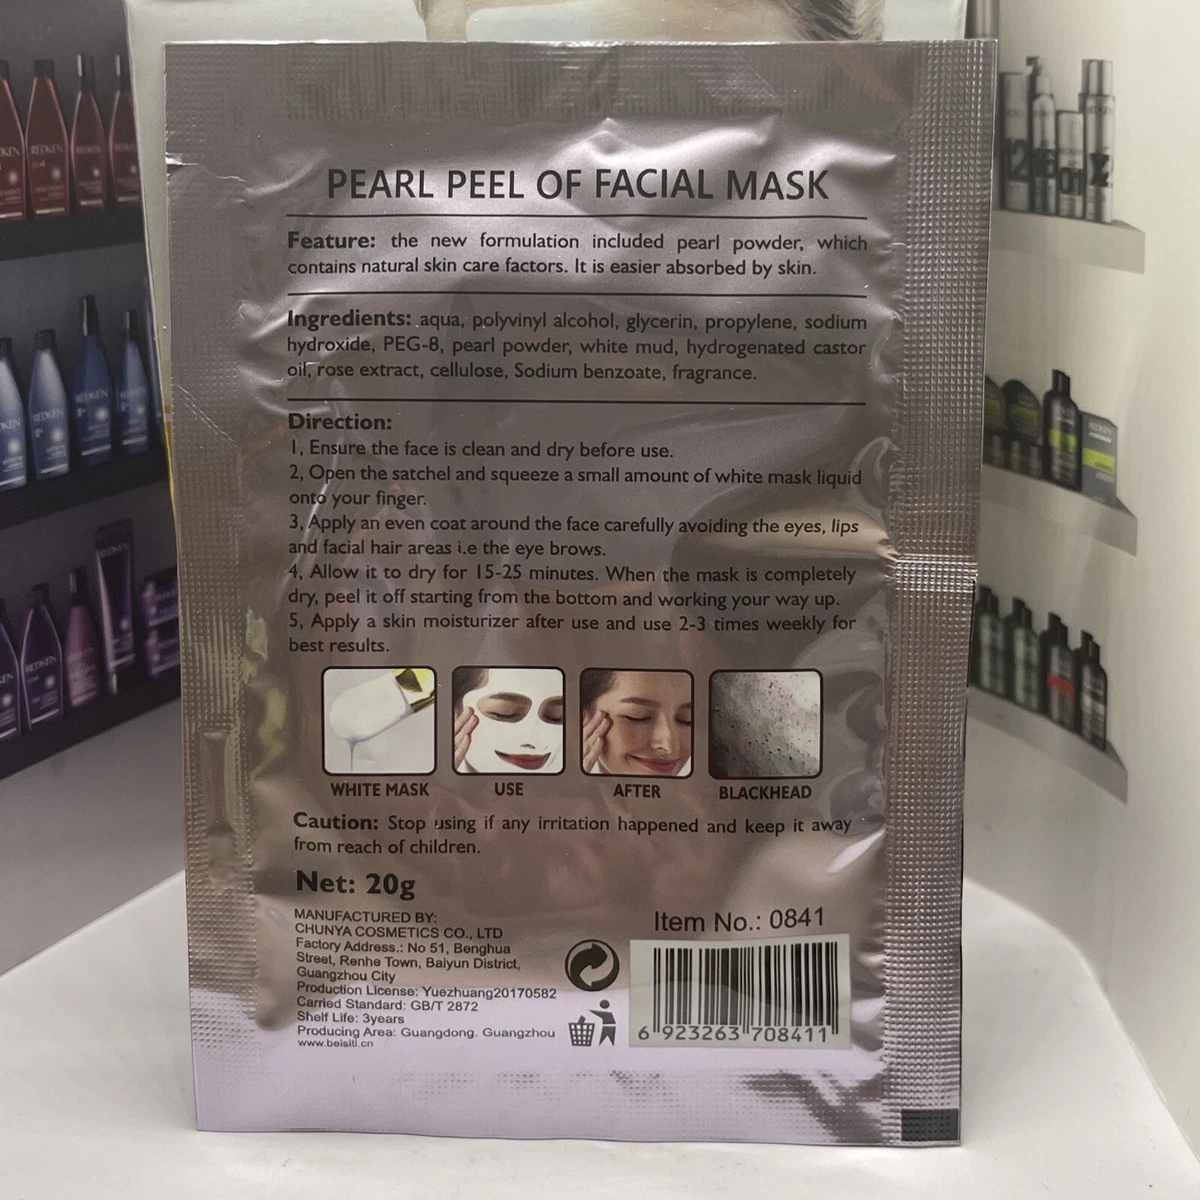 PEARL PEEL OF FACIAL MASK
Feature: the new formulation included pearl powder, which
contains natural skin care factors. It is easier absorbed by skin.
Ingredients: aqua, polyvinyl alcohol, glycerin, propylene, sodium
hydroxide, PEG-8, pearl powder, white mud, hydrogenated castor
oil, rose extract, cellulose, Sodium benzoate, fragrance.
Direction:
1, Ensure the face is clean and dry before use.
2, Open the satchel and squeeze a small amount of white mask liquid
onto your finger.
3, Apply an even coat around the face carefully avoiding the eyes, lips
and facial hair areas i.e the eye brows.
4, Allow it to dry for 15-25 minutes. When the mask is completely
dry, peel it off starting from the bottom and working your way up.
5, Apply a skin moisturizer after use and use 2-3 times weekly for
best results.
WHITE MASK USE AFTER BLACKHEAD
Caution: Stop using if any irritation happened and keep it away
from reach of children.
Net: 20g
MANUFACTURED BY:
CHUNYA COSMETICS CO., LTD
Factory Address.: No 51, Benghua
Street, Renhe Town, Baiyun District,
Guangzhou City
Production License: Yuezhuang20170582
Carried Standard: GB/T 2872
Shelf Life: 3years
Producing Area: Guangdong. Guangzhou
www.beisiti.cn
Item No.: 0841
6 923263 708411
REDKEN
REDKEN
REDKEN
REDKEN
REDKEN
12
16
01